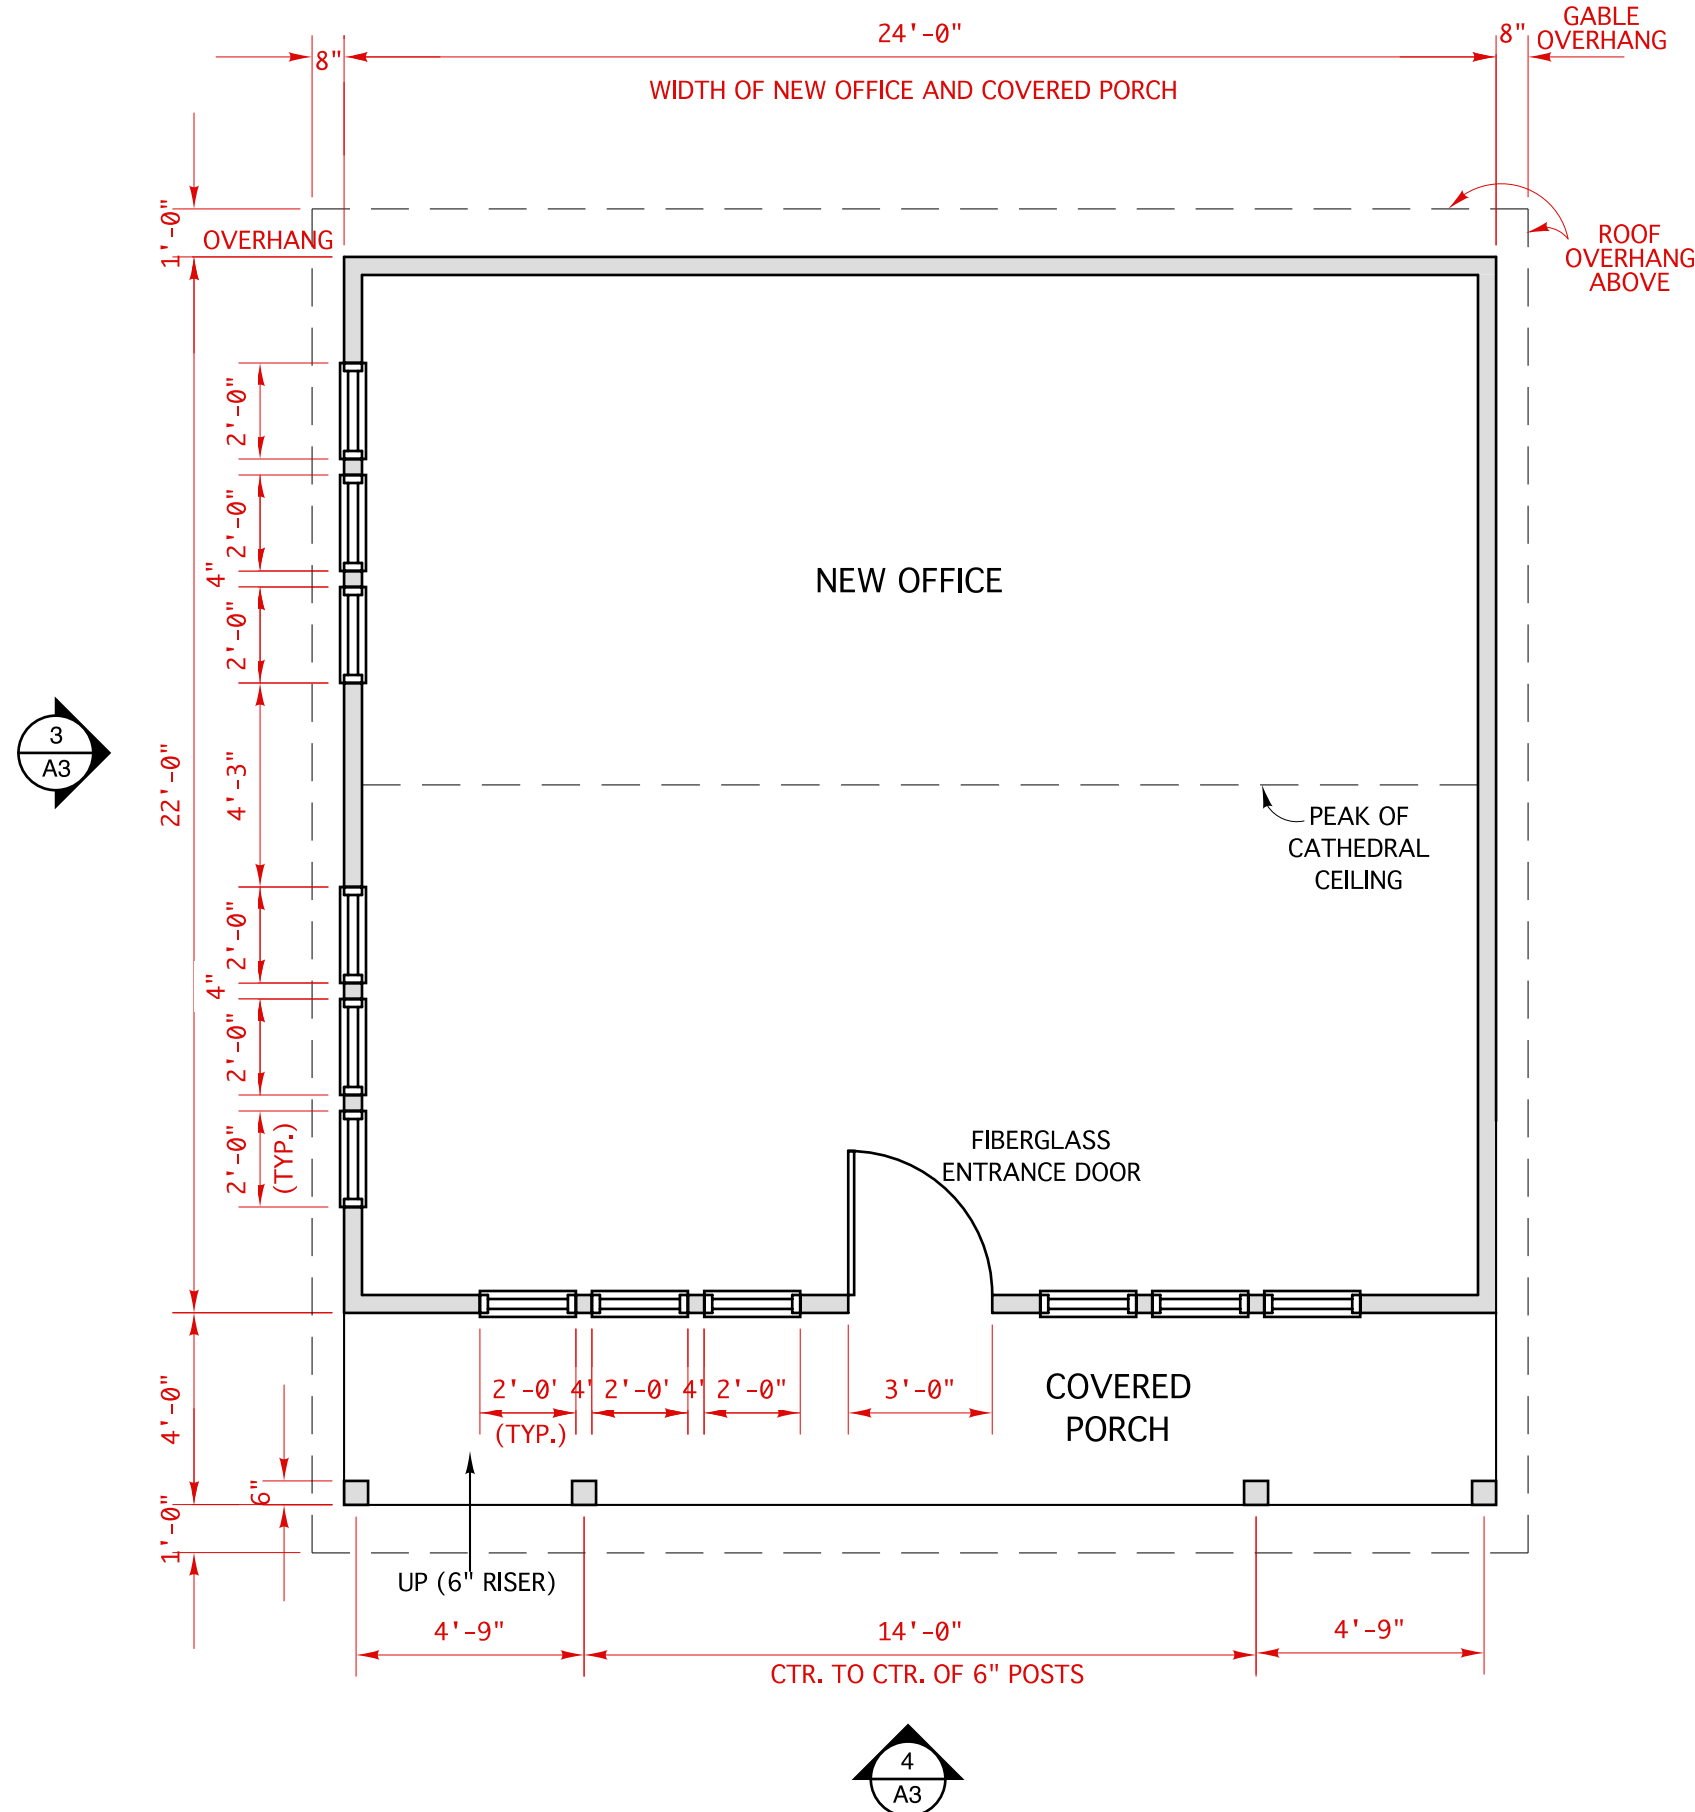 24'-0"
8"
8"
GABLE
OVERHANG
WIDTH OF NEW OFFICE AND COVERED PORCH
1'-0"
OVERHANG
ROOF
OVERHANG
ABOVE
2'-0"
2'-0"
4"
2'-0"
NEW OFFICE
3
A3
22'-0"
4'-3"
PEAK OF
CATHEDRAL
CEILING
2'-0"
4"
2'-0"
2'-0"
(TYP.)
FIBERGLASS
ENTRANCE DOOR
2'-0' 4' 2'-0' 4' 2'-0"
(TYP.)
3'-0"
COVERED
PORCH
4'-0"
6"
1'-0"
UP (6" RISER)
4'-9"
14'-0"
4'-9"
CTR. TO CTR. OF 6" POSTS
4
A3